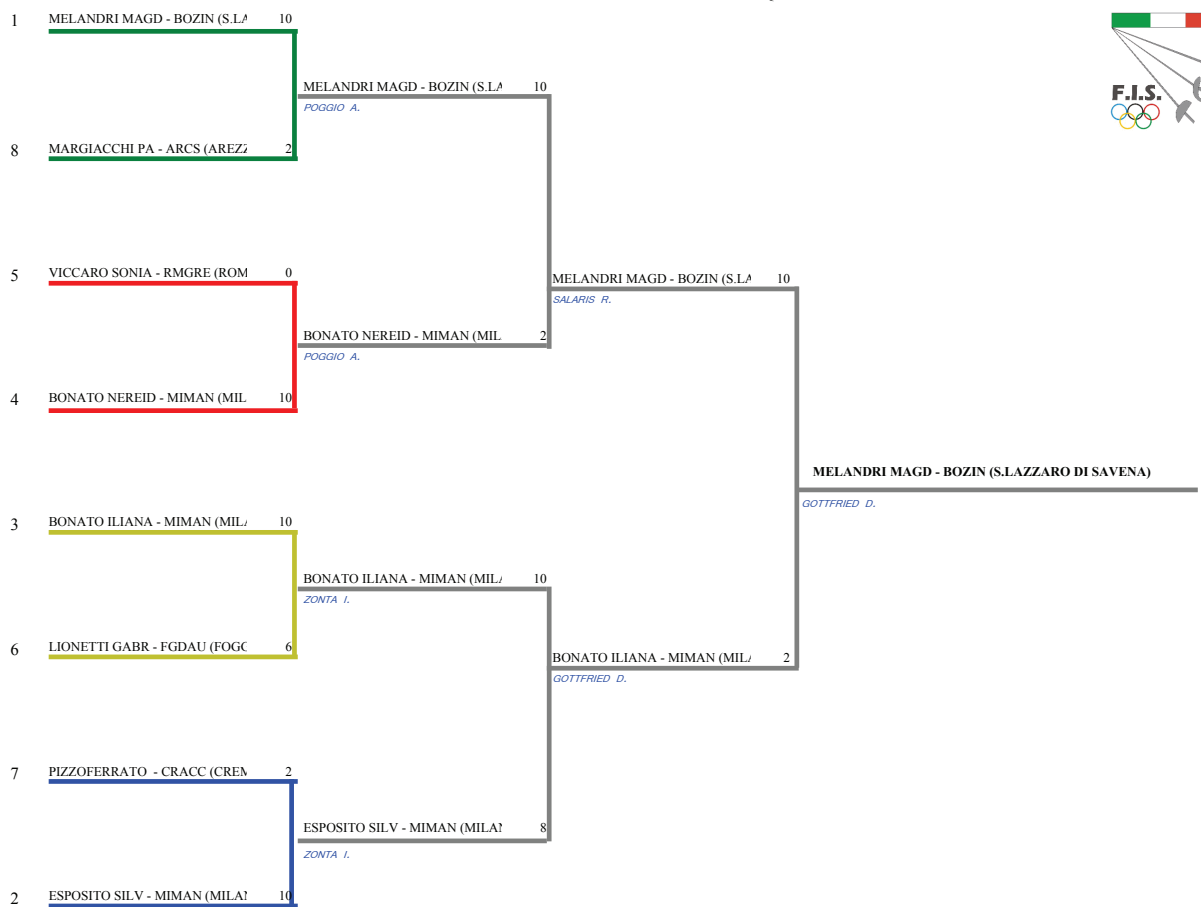 1 MELANDRI MAGD - BOZIN (S.LA 10
MELANDRI MAGD - BOZIN (S.LA 10
POGGIO A.
F.I.S.
8 MARGIACCHI PA - ARCS (AREZZ 2
5 VICCARO SONIA - RMGRE (ROM 0
MELANDRI MAGD - BOZIN (S.LA 10
SALARIS R.
BONATO NEREID - MIMAN (MIL 2
POGGIO A.
4 BONATO NEREID - MIMAN (MIL 10
MELANDRI MAGD - BOZIN (S.LAZZARO DI SAVENA)
GOTTFRIED D.
3 BONATO ILIANA - MIMAN (MILA 10
BONATO ILIANA - MIMAN (MILA 10
ZONTA I.
6 LIONETTI GABR - FGDAU (FOGG 6
BONATO ILIANA - MIMAN (MILA 2
GOTTFRIED D.
7 PIZZOFERRATO - CRACC (CREM 2
ESPOSITO SILV - MIMAN (MILAN 8
ZONTA I.
2 ESPOSITO SILV - MIMAN (MILAN 10